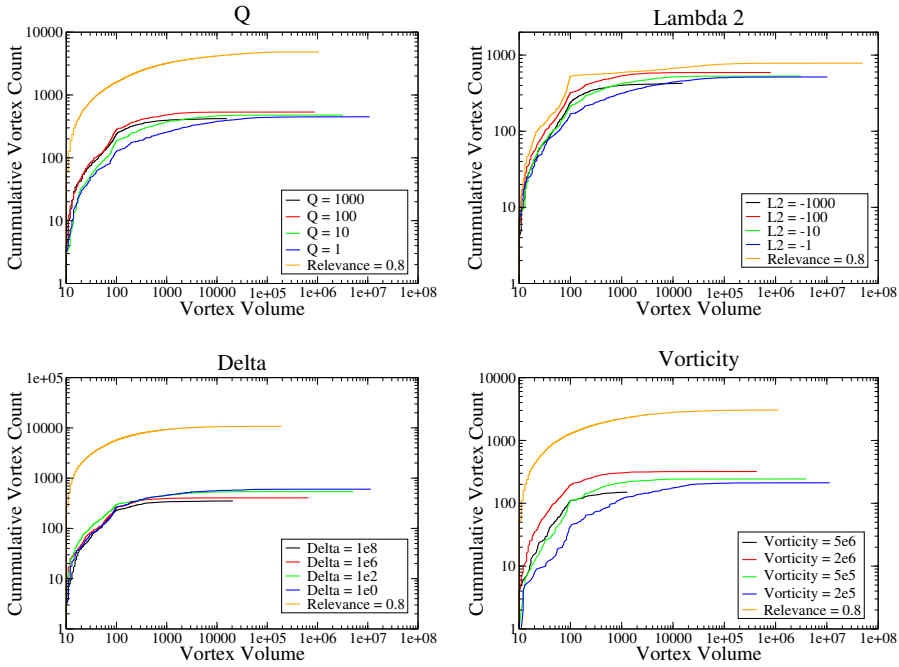 Q
Cummulative Vortex Count
10000
1000
100
10
1
Q = 1000
Q = 100
Q = 10
Q = 1
Relevance = 0.8
10 100 1000 10000 1e+05 1e+06 1e+07 1e+08
Vortex Volume
Lambda 2
Cummulative Vortex Count
1000
100
10
1
L2 = -1000
L2 = -100
L2 = -10
L2 = -1
Relevance = 0.8
10 100 1000 10000 1e+05 1e+06 1e+07 1e+08
Vortex Volume
Delta
Cummulative Vortex Count
1e+05
10000
1000
100
10
1
Delta = 1e8
Delta = 1e6
Delta = 1e2
Delta = 1e0
Relevance = 0.8
10 100 1000 10000 1e+05 1e+06 1e+07 1e+08
Vortex Volume
Vorticity
Cummulative Vortex Count
10000
1000
100
10
1
Vorticity = 5e6
Vorticity = 2e6
Vorticity = 5e5
Vorticity = 2e5
Relevance = 0.8
10 100 1000 10000 1e+05 1e+06 1e+07 1e+08
Vortex Volume